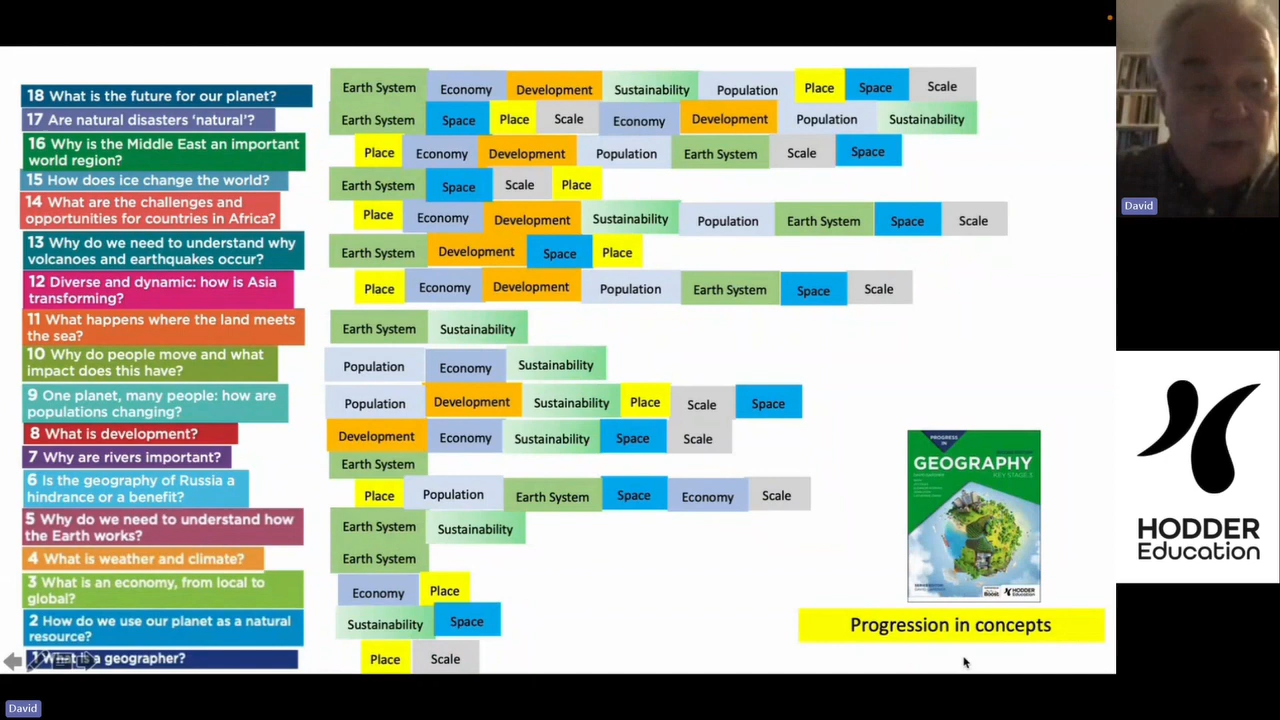 18 What is the future for our planet?
Earth System Economy Development Sustainability Population Place Space Scale
17 Are natural disasters ‘natural’?
Earth System Space Place Scale Economy Development Population Sustainability
16 Why is the Middle East an important
world region?
Place Economy Development Population Earth System Scale Space
15 How does ice change the world?
Earth System Space Scale Place
14 What are the challenges and
opportunities for countries in Africa?
Place Economy Development Sustainability Population Earth System Space Scale
13 Why do we need to understand why
volcanoes and earthquakes occur?
Earth System Development Space Place
12 Diverse and dynamic: how is Asia
transforming?
Place Economy Development Population Earth System Space Scale
11 What happens where the land meets
the sea?
Earth System Sustainability
10 Why do people move and what
impact does this have?
Population Economy Sustainability
9 One planet, many people: how are
populations changing?
Population Development Sustainability Place Scale Space
8 What is development?
Development Economy Sustainability Space Scale
7 Why are rivers important?
Earth System
6 Is the geography of Russia a
hindrance or a benefit?
Place Population Earth System Space Economy Scale
5 Why do we need to understand how
the Earth works?
Earth System Sustainability
4 What is weather and climate?
Earth System
3 What is an economy, from local to
global?
Economy Place
2 How do we use our planet as a natural
resource?
Sustainability Space
1 What is a geographer?
Place Scale
PROGRESS
IN
GEOGRAPHY
KEY STAGE 3
Boost
HODDER
Education
Progression in concepts
David
HODDER
Education
David